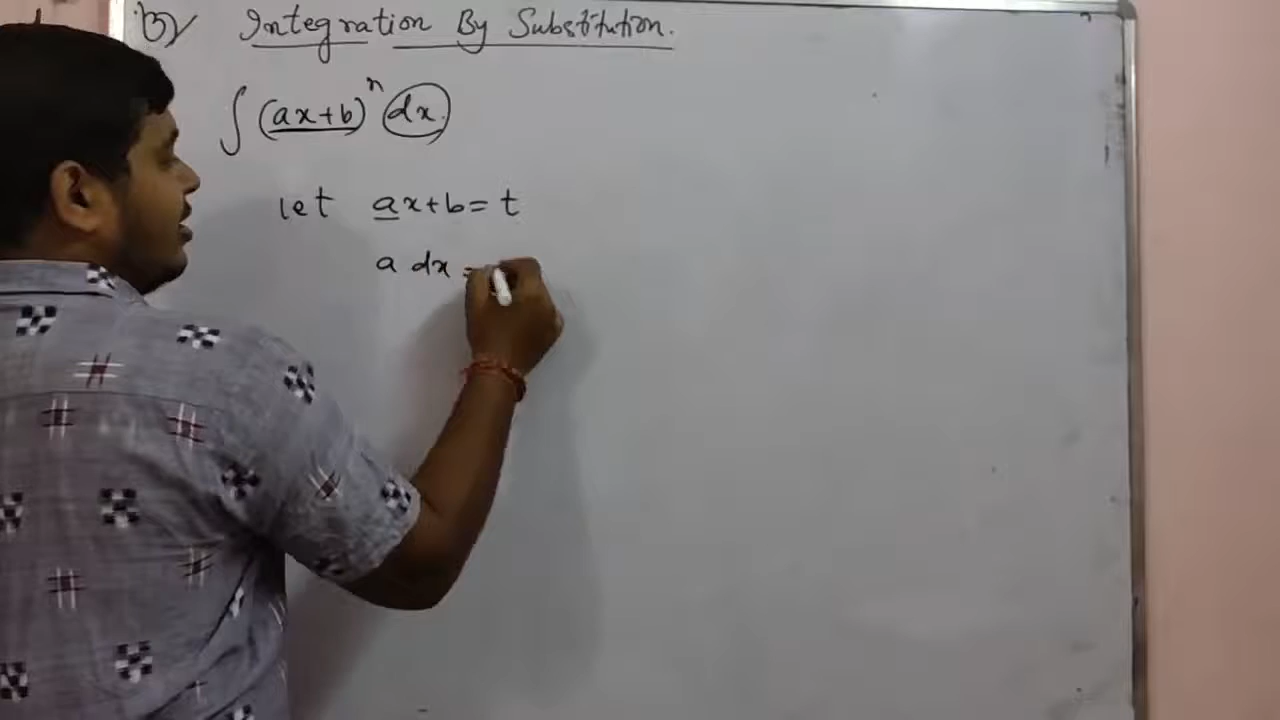 B) Integration By Substitution.
∫ (ax+b)ⁿ dx.
let ax+b= t
a dx =